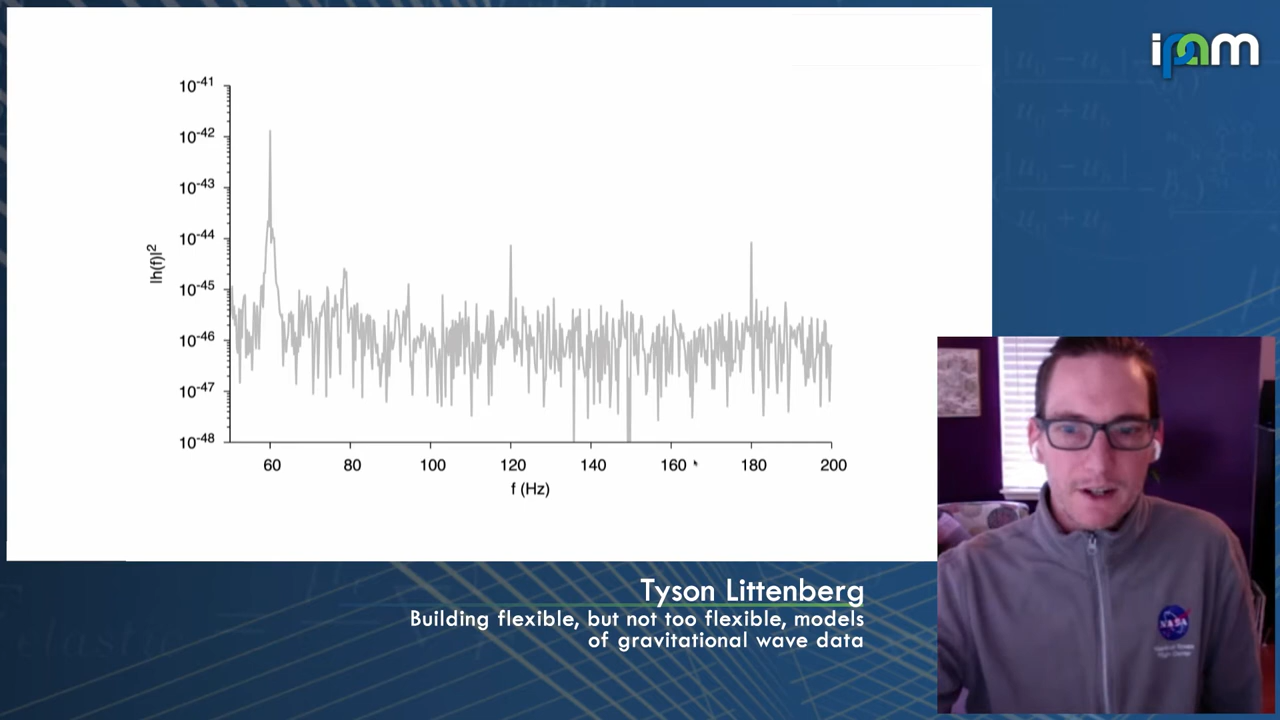 ipam
10-41
10-42
10-43
10-44
10-45
10-46
10-47
10-48
|h(f)|2
60 80 100 120 140 160 180 200
f (Hz)
Tyson Littenberg
Building flexible, but not too flexible, models
of gravitational wave data
NASA